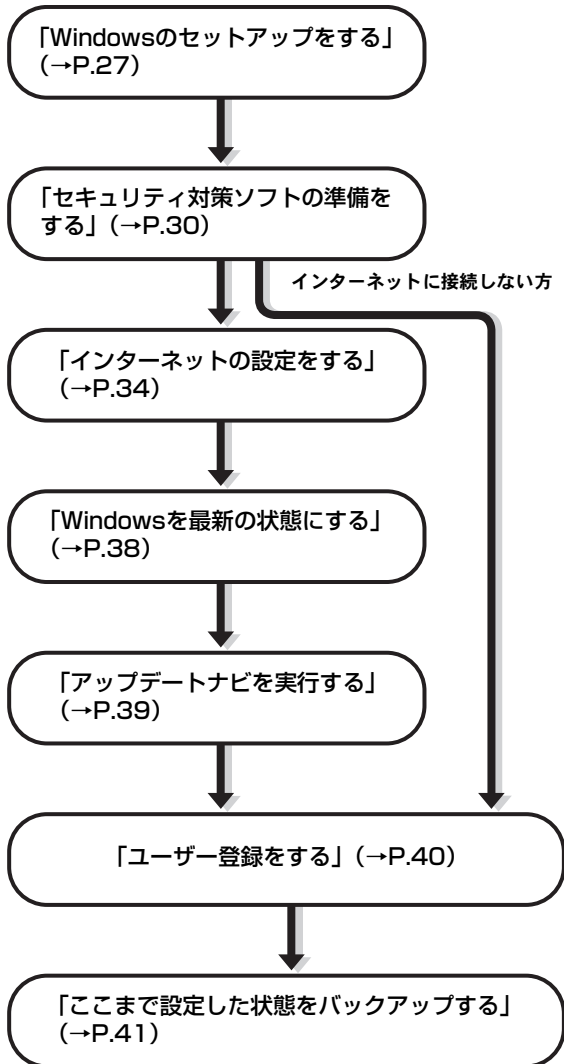 「Windowsのセットアップをする」
（→P.27）
「セキュリティ対策ソフトの準備を
する」（→P.30）
インターネットに接続しない方
「インターネットの設定をする」
（→P.34）
「Windowsを最新の状態にする」
（→P.38）
「アップデートナビを実行する」
（→P.39）
「ユーザー登録をする」（→P.40）
「ここまで設定した状態をバックアップする」
（→P.41）